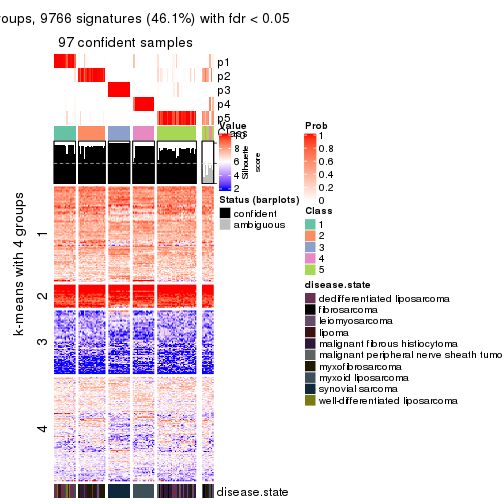 roups, 9766 signatures (46.1%) with fdr < 0.05
97 confident samples
p1
p2
p3
p4
p5
Class
k-means with 4 groups
1
2
3
4
disease.state
Value
8
6
4
2
Silhouette
score
Status (barplots)
confident
ambiguous
Prob
1
0.8
0.6
0.4
0.2
0
Class
1
2
3
4
5
disease.state
dedifferentiated liposarcoma
fibrosarcoma
leiomyosarcoma
lipoma
malignant fibrous histiocytoma
malignant peripheral nerve sheath tumo
myxofibrosarcoma
myxoid liposarcoma
synovial sarcoma
well-differentiated liposarcoma